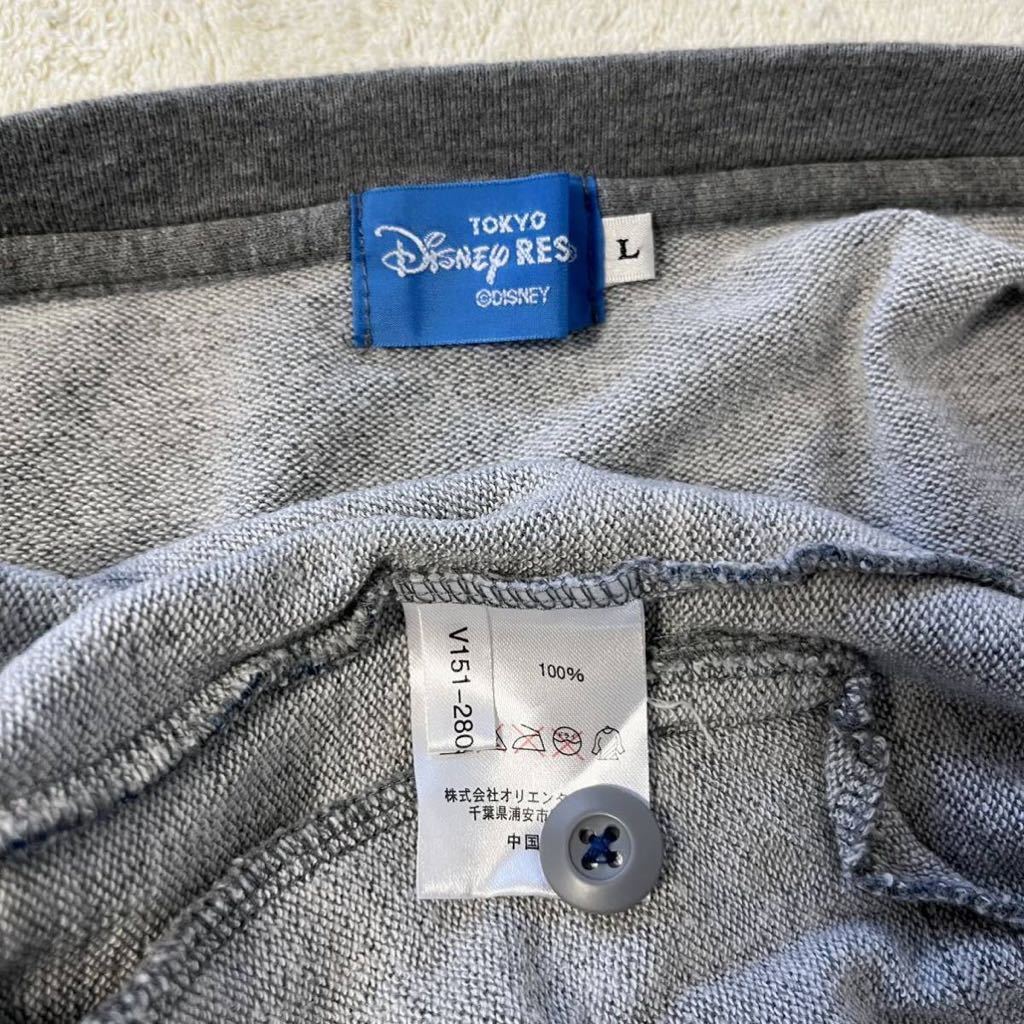 TOKYO
Disney RES
©DISNEY
L
V151-280
100%
株式会社オリエン
千葉県浦安市
中国